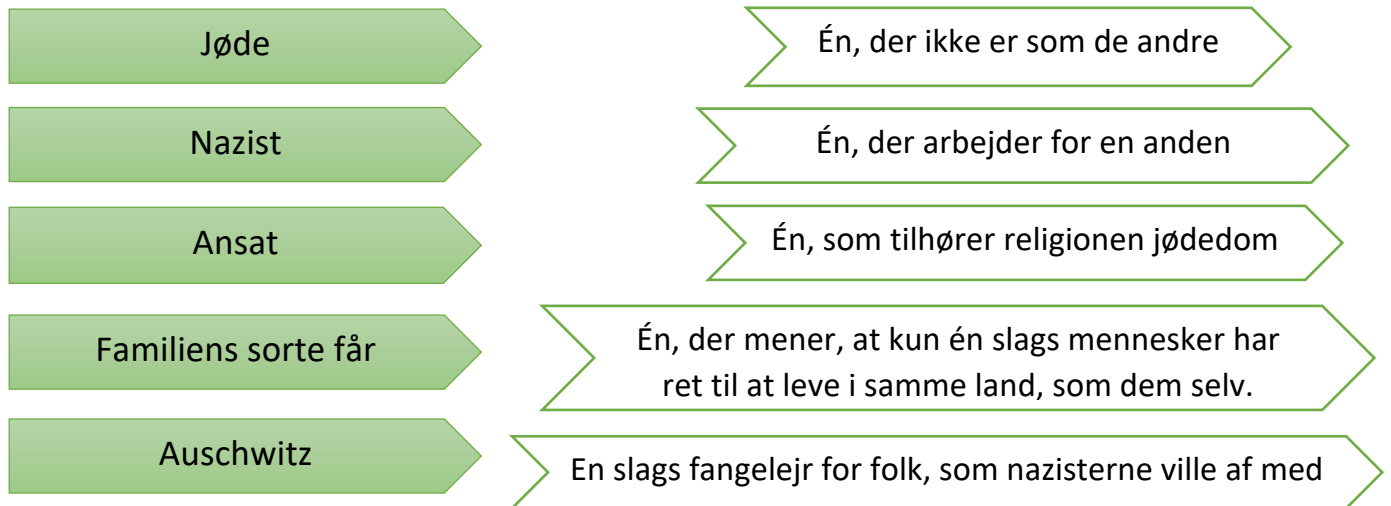 Jøde
Én, der ikke er som de andre
Nazist
Én, der arbejder for en anden
Ansat
Én, som tilhører religionen jødedom
Familiens sorte får
Én, der mener, at kun én slags mennesker har
ret til at leve i samme land, som dem selv.
Auschwitz
En slags fangelejr for folk, som nazisterne ville af med